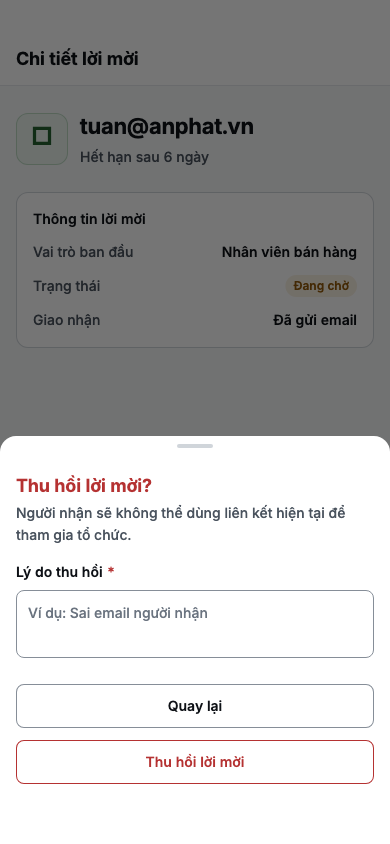 Chi tiết lời mời
tuan@anphat.vn
Hết hạn sau 6 ngày
Thông tin lời mời
Vai trò ban đầu
Nhân viên bán hàng
Trạng thái
Đang chờ
Giao nhận
Đã gửi email
Thu hồi lời mời?
Người nhận sẽ không thể dùng liên kết hiện tại để
tham gia tổ chức.
Lý do thu hồi *
Ví dụ: Sai email người nhận
Quay lại
Thu hồi lời mời